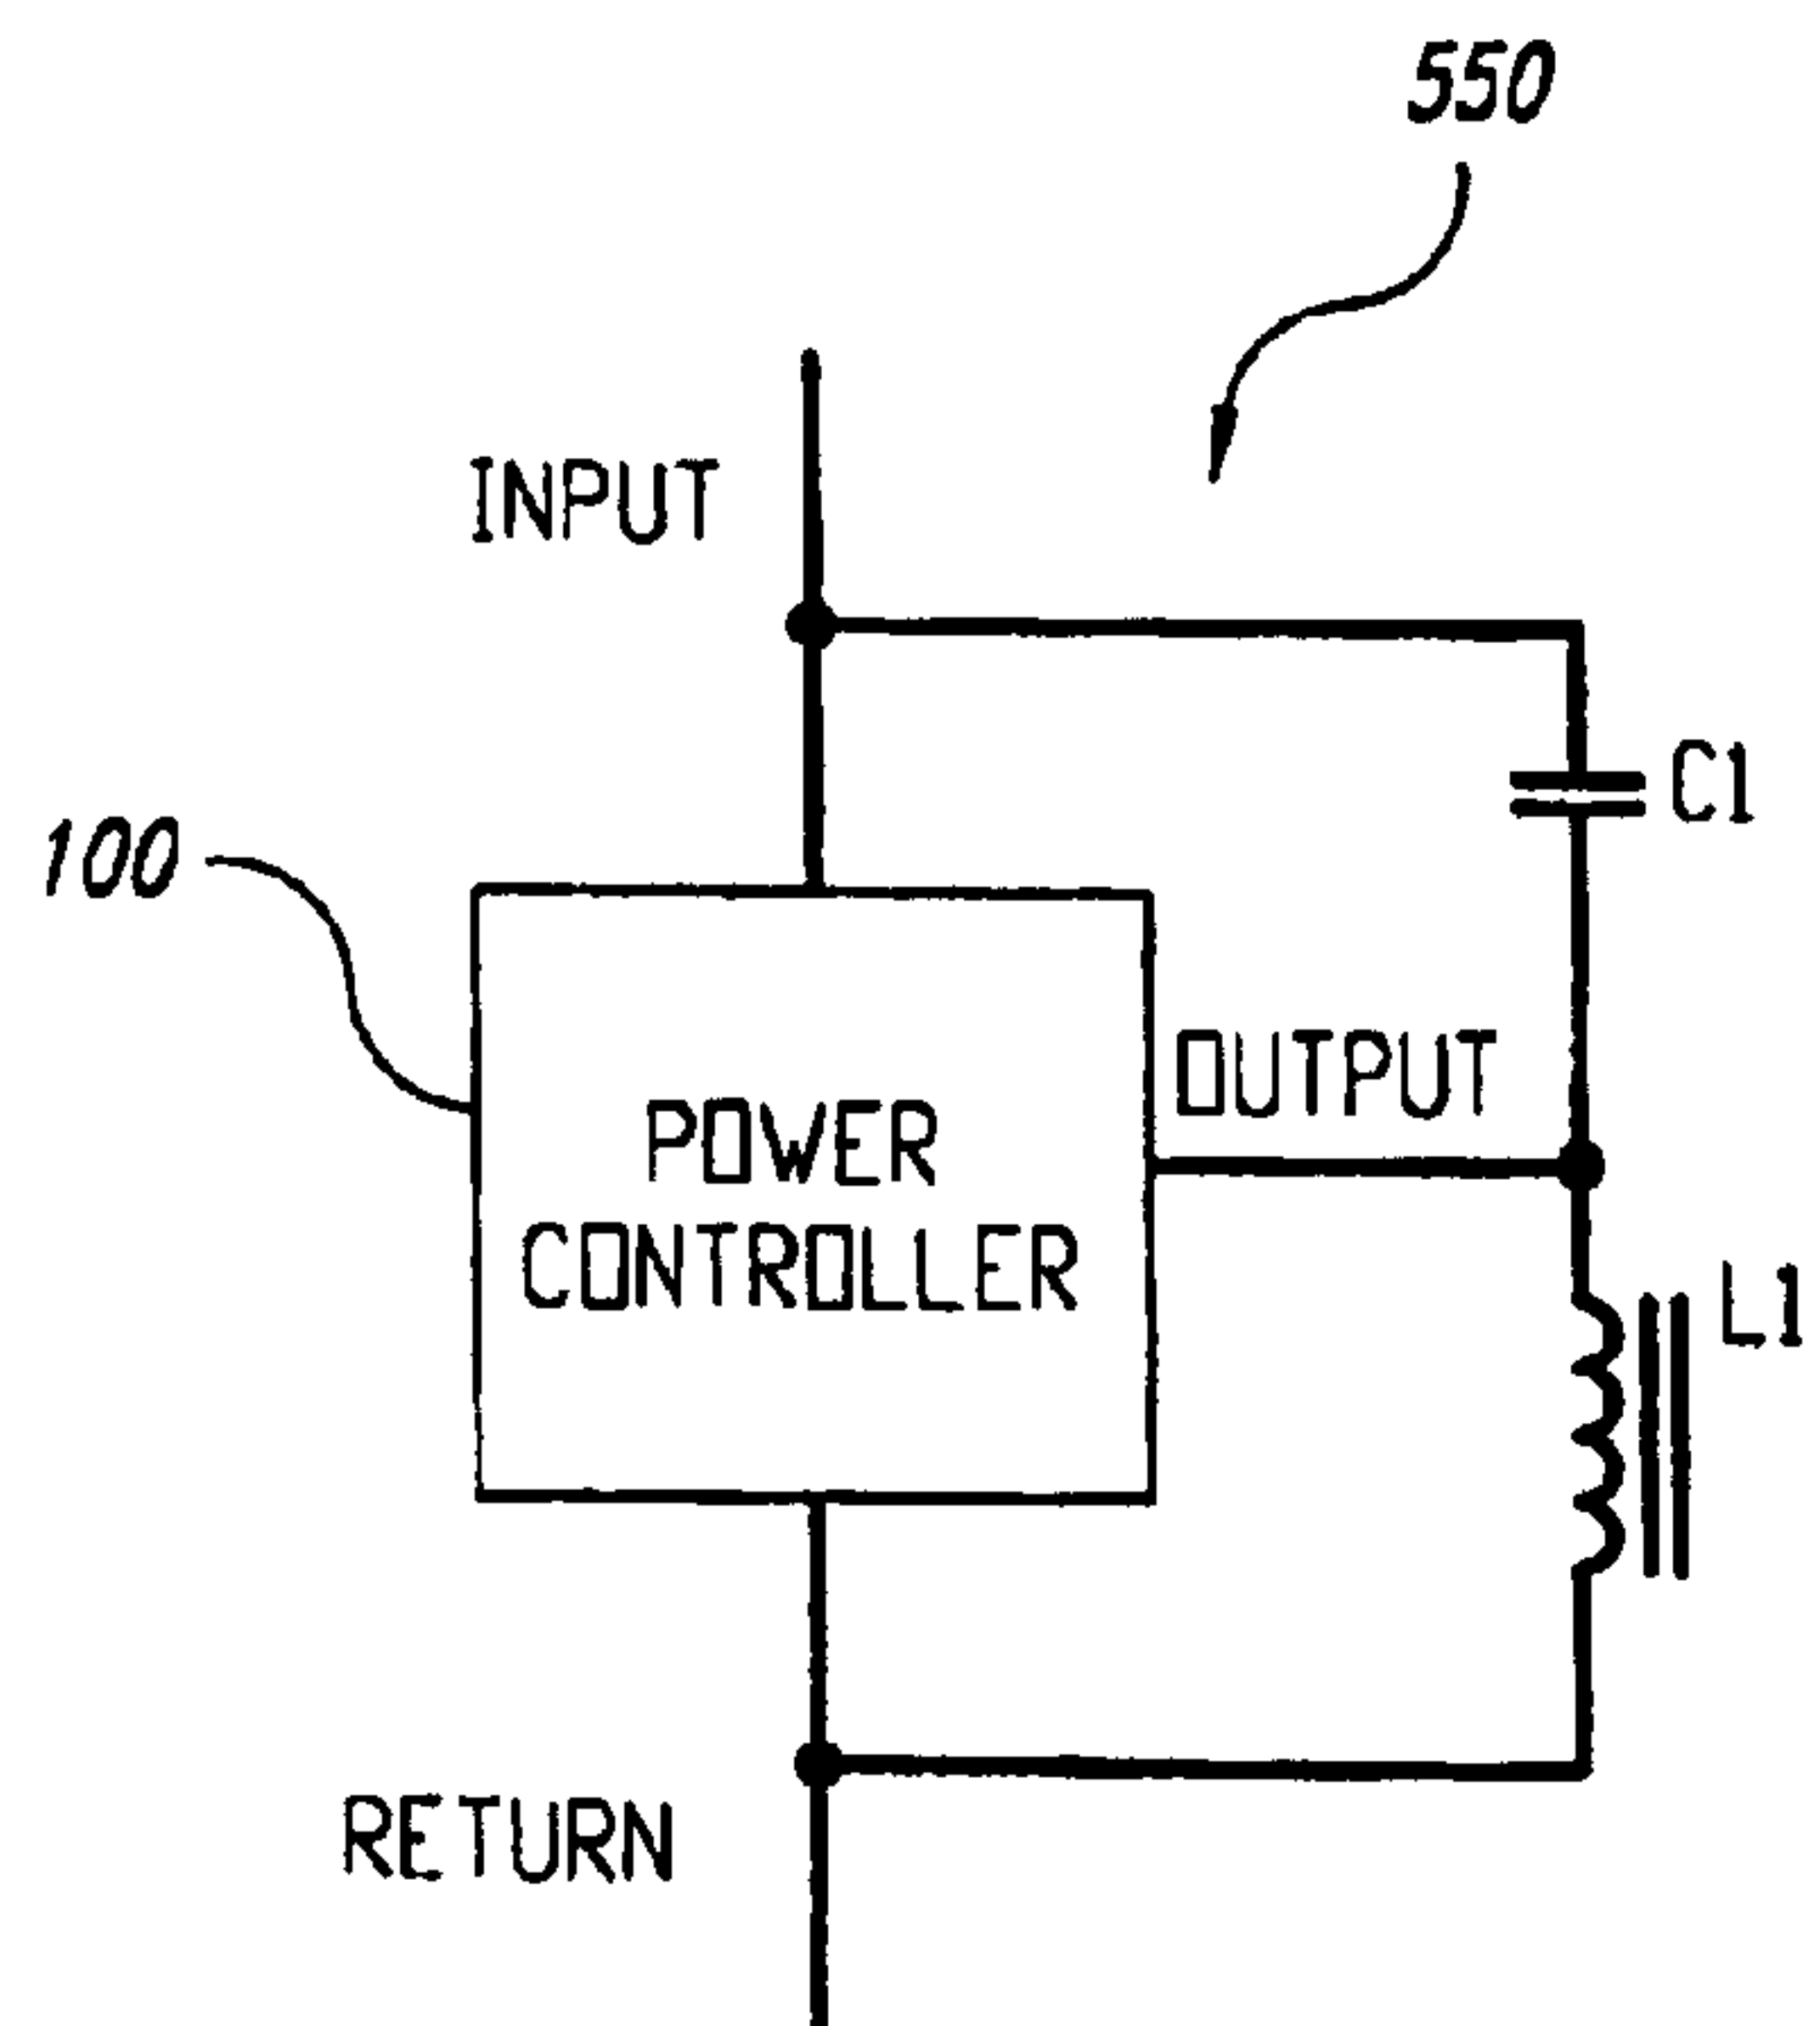 550
INPUT
C1
100
OUTPUT
POWER
CONTROLLER
L1
RETURN